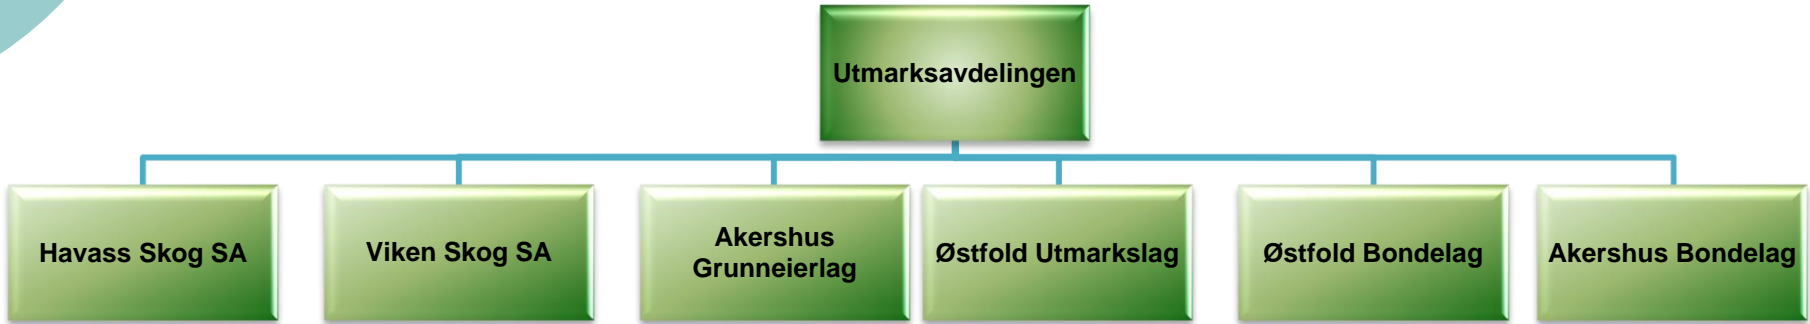 Utmarksavdelingen
Havass Skog SA
Viken Skog SA
Akershus
Grunneierlag
Østfold Utmarkslag
Østfold Bondelag
Akershus Bondelag